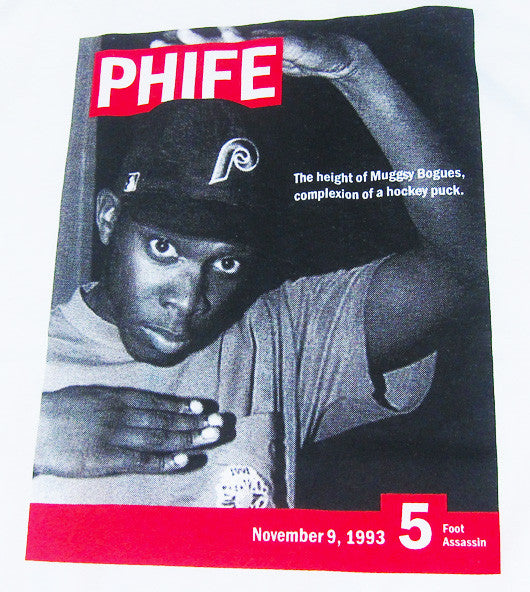 PHIFE
The height of Muggsy Bogues,
complexion of a hockey puck.
November 9, 1993
5
Foot
Assassin